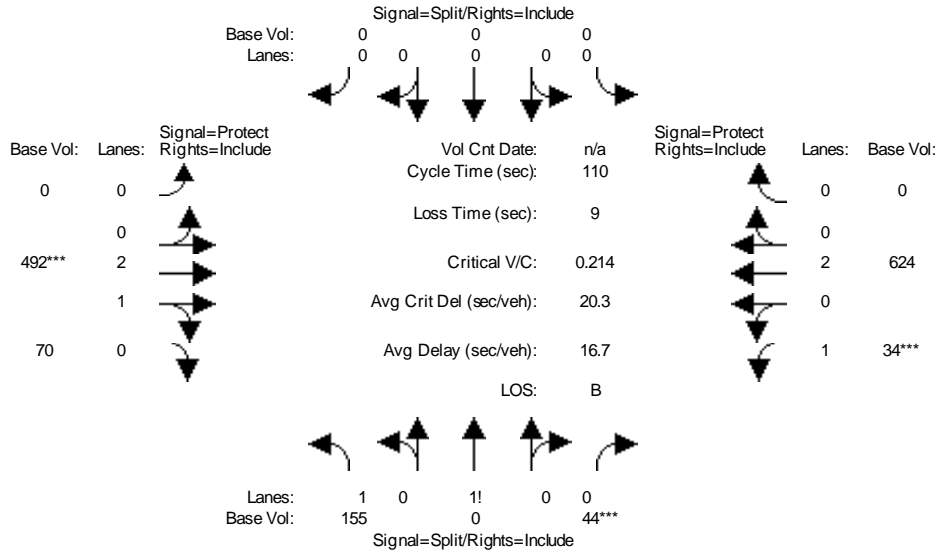 Signal=Split/Rights=Include
Base Vol: 0 0 0
Lanes: 0 0 0 0 0
Signal=Protect
Base Vol: Lanes: Rights=Include
Vol Cnt Date: n/a
Signal=Protect
Rights=Include Lanes: Base Vol:
Cycle Time (sec): 110
0 0
0 0
Loss Time (sec): 9
0
0
492*** 2
Critical V/C: 0.214
2 624
1
Avg Crit Del (sec/veh): 20.3
0
70 0
Avg Delay (sec/veh): 16.7
1 34***
LOS: B
Lanes: 1 0 1! 0 0
Base Vol: 155 0 44***
Signal=Split/Rights=Include